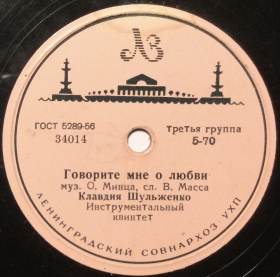 ЛЗ
ГОСТ 5289-56
34014
третья группа
5-70
Говорите мне о любви
муз. О. Минца, сл. В. Масса
Клавдия Шульженко
Инструментальный
квинтет
ЛЕНИНГРАДСКИЙ СОВНАРХОЗ УХП